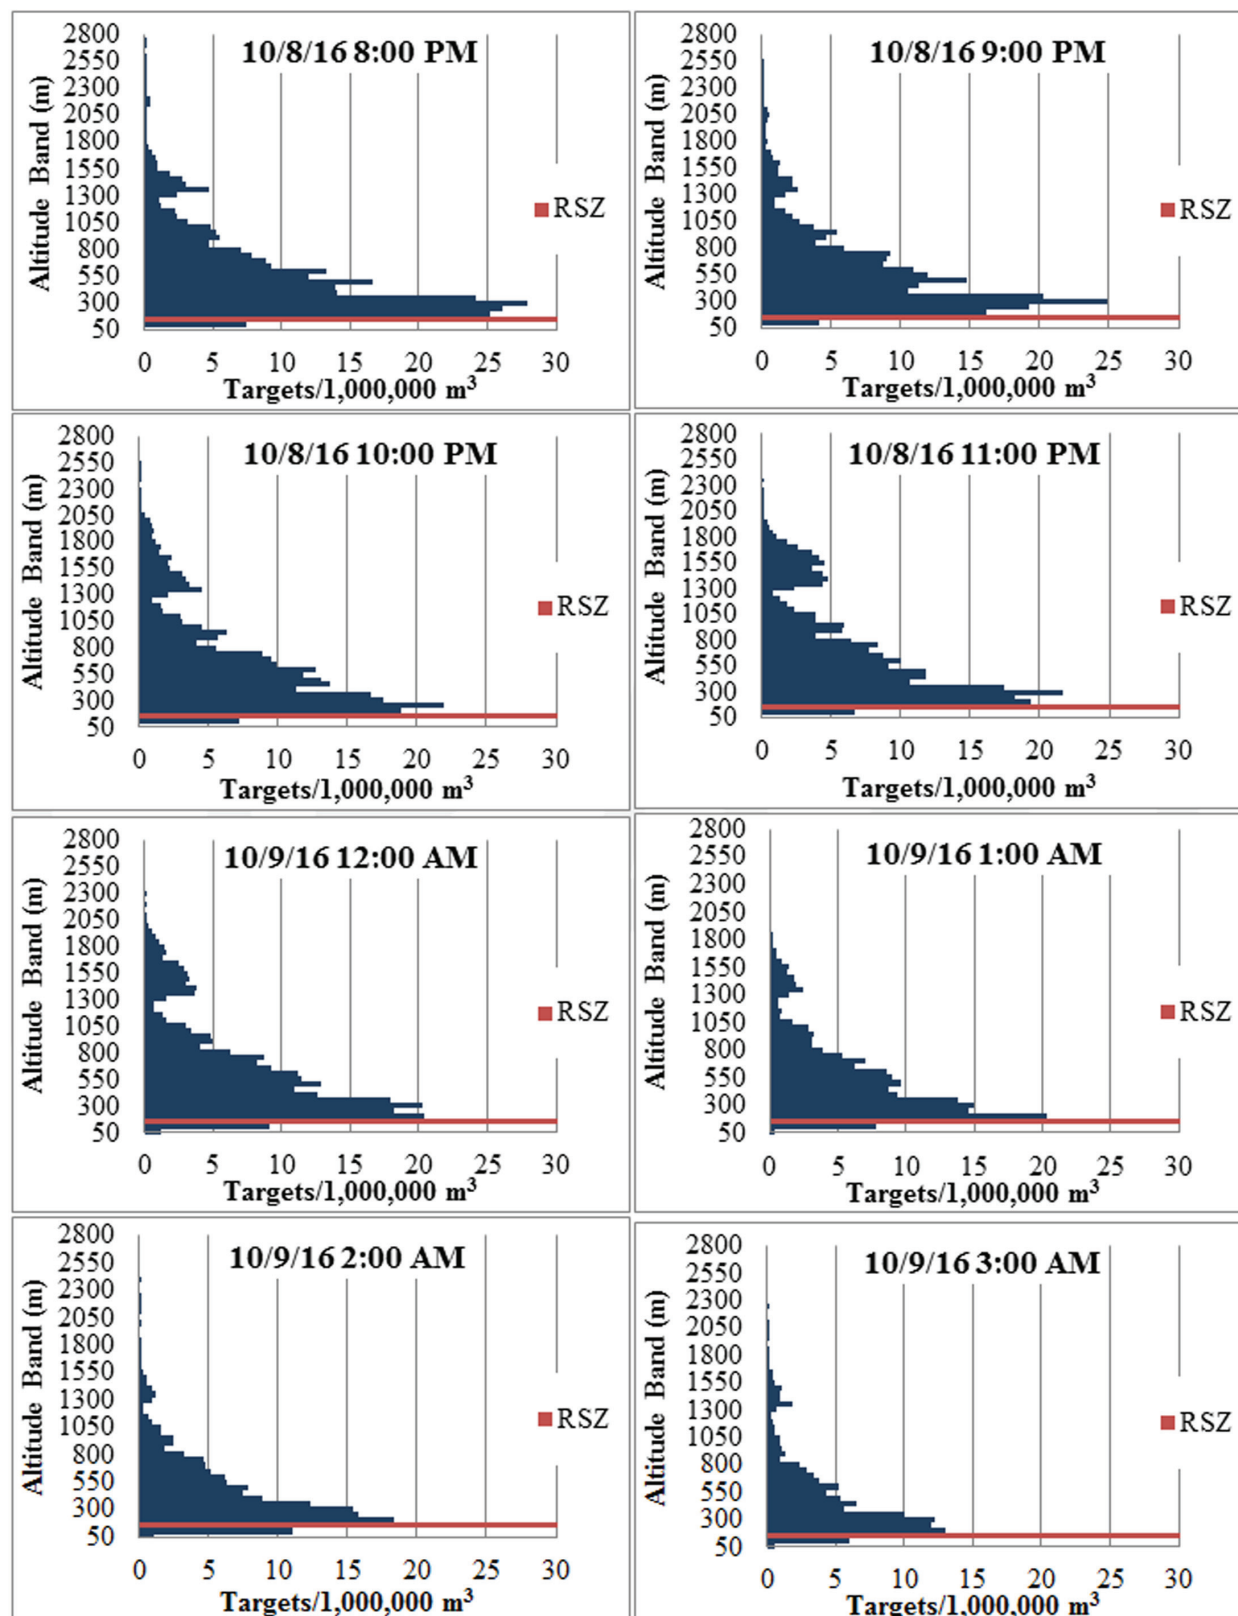 10/8/16 8:00 PM
Altitude Band (m)
2800
2550
2300
2050
1800
1550
1300
1050
800
550
300
50
RSZ
0 5 10 15 20 25 30
Targets/1,000,000 m³
10/8/16 9:00 PM
Altitude Band (m)
2800
2550
2300
2050
1800
1550
1300
1050
800
550
300
50
RSZ
0 5 10 15 20 25 30
Targets/1,000,000 m³
10/8/16 10:00 PM
Altitude Band (m)
2800
2550
2300
2050
1800
1550
1300
1050
800
550
300
50
RSZ
0 5 10 15 20 25 30
Targets/1,000,000 m³
10/8/16 11:00 PM
Altitude Band (m)
2800
2550
2300
2050
1800
1550
1300
1050
800
550
300
50
RSZ
0 5 10 15 20 25 30
Targets/1,000,000 m³
10/9/16 12:00 AM
Altitude Band (m)
2800
2550
2300
2050
1800
1550
1300
1050
800
550
300
50
RSZ
0 5 10 15 20 25 30
Targets/1,000,000 m³
10/9/16 1:00 AM
Altitude Band (m)
2800
2550
2300
2050
1800
1550
1300
1050
800
550
300
50
RSZ
0 5 10 15 20 25 30
Targets/1,000,000 m³
10/9/16 2:00 AM
Altitude Band (m)
2800
2550
2300
2050
1800
1550
1300
1050
800
550
300
50
RSZ
0 5 10 15 20 25 30
Targets/1,000,000 m³
10/9/16 3:00 AM
Altitude Band (m)
2800
2550
2300
2050
1800
1550
1300
1050
800
550
300
50
RSZ
0 5 10 15 20 25 30
Targets/1,000,000 m³